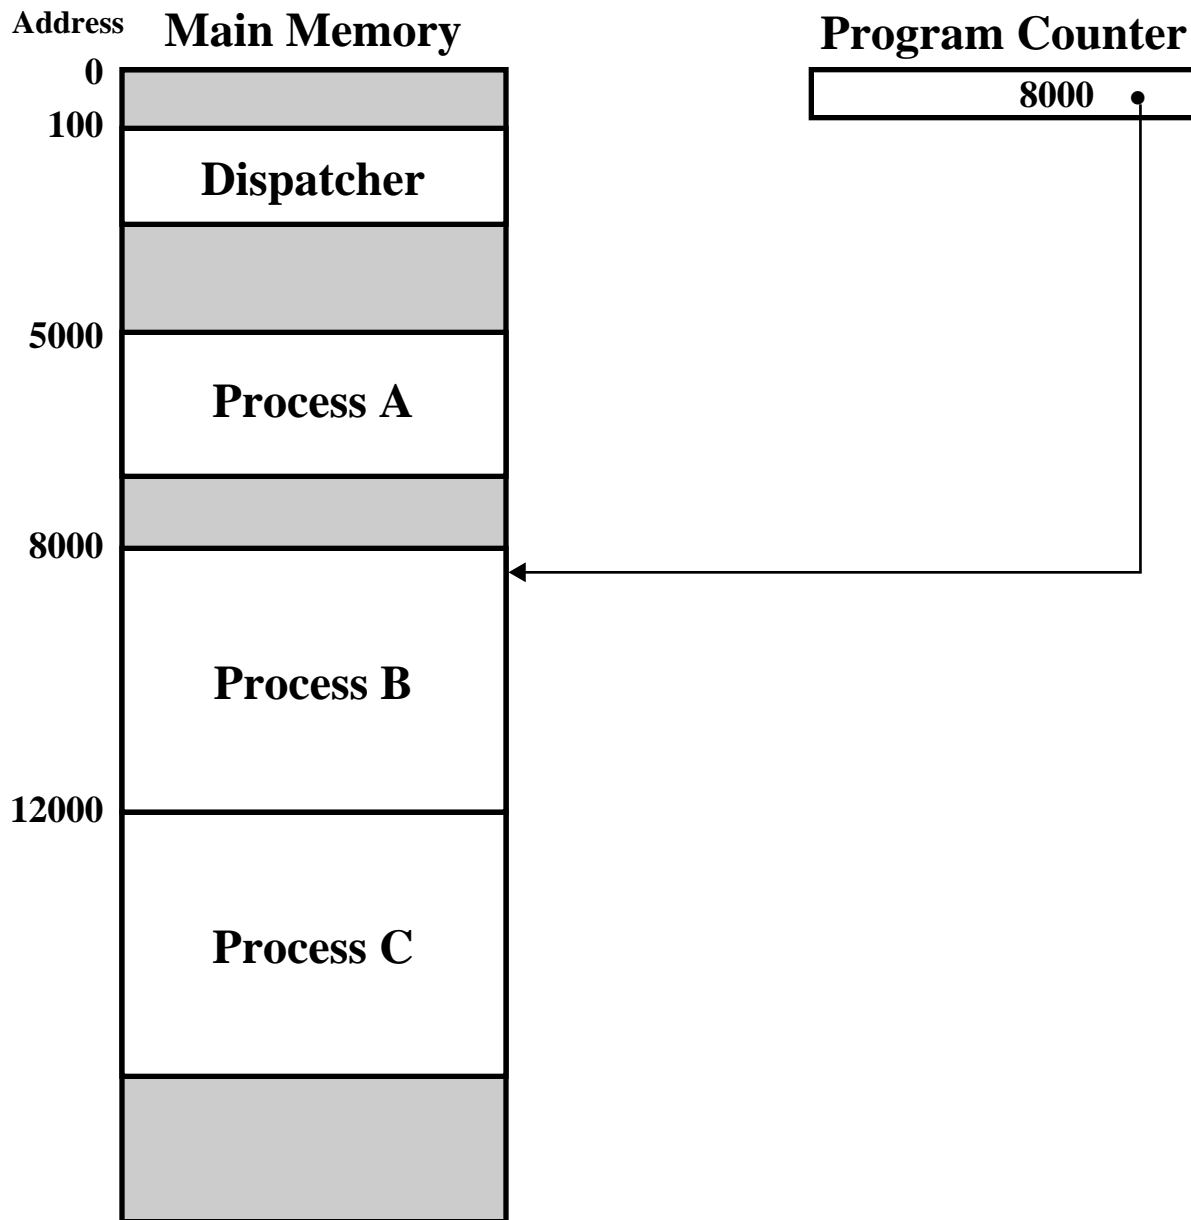 Address
Main Memory
Program Counter
0
8000
100
Dispatcher
5000
Process A
8000
Process B
12000
Process C